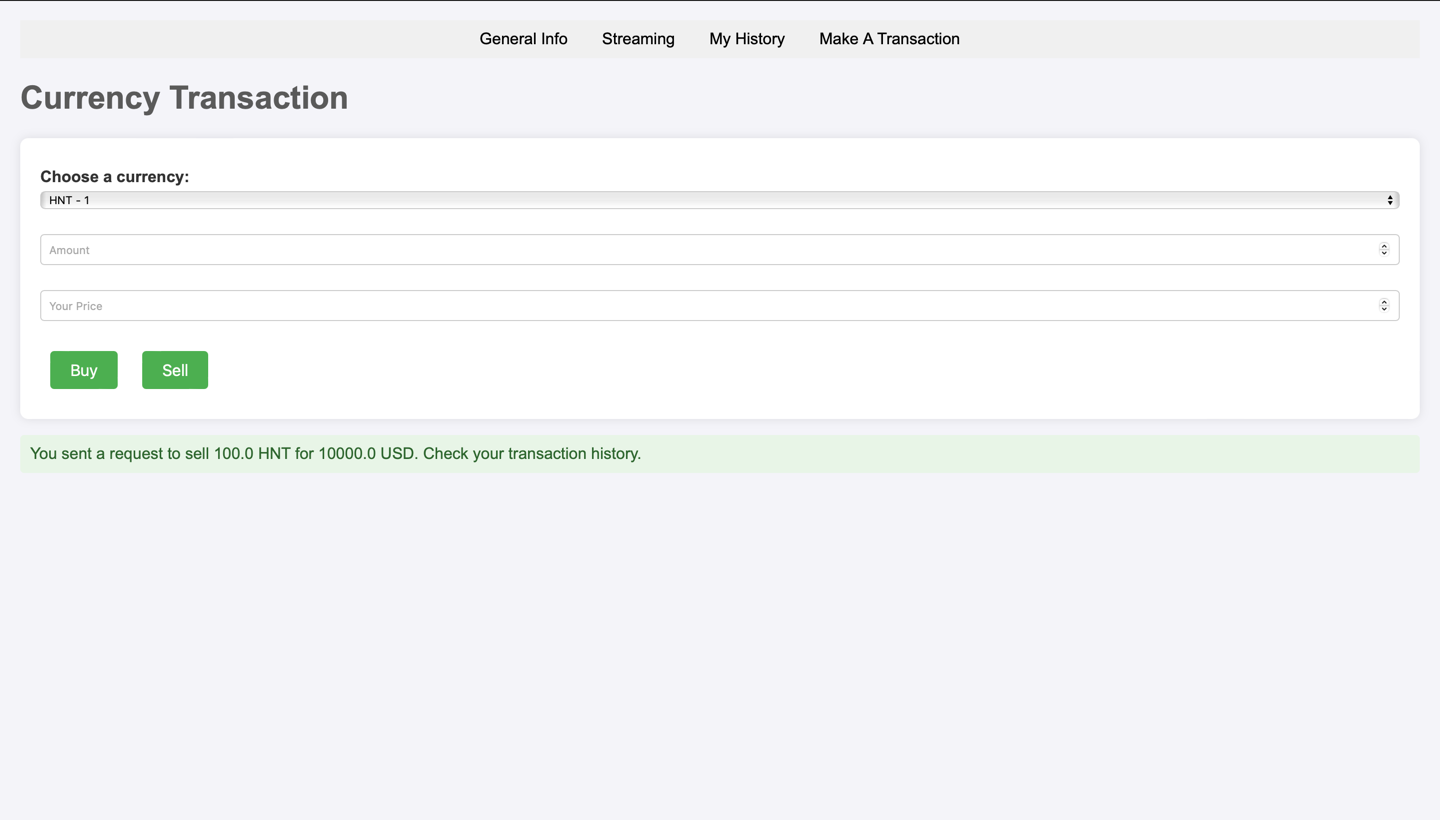 General Info Streaming My History Make A Transaction
Currency Transaction
Choose a currency:
HNT - 1
Amount
Your Price
Buy Sell
You sent a request to sell 100.0 HNT for 10000.0 USD. Check your transaction history.